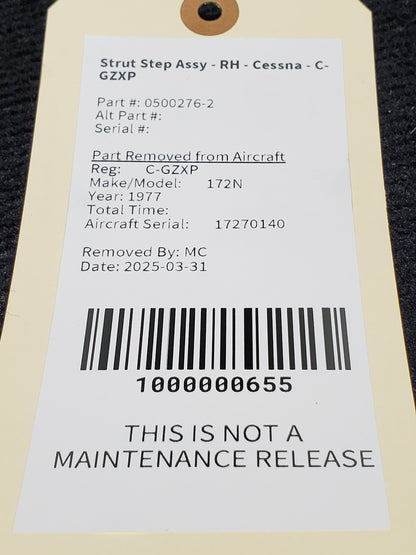 Strut Step Assy - RH - Cessna - C-
GZXP
Part #: 0500276-2
Alt Part #:
Serial #:
Part Removed from Aircraft
Reg: C-GZXP
Make/Model: 172N
Year: 1977
Total Time:
Aircraft Serial: 17270140
Removed By: MC
Date: 2025-03-31
1000000655
THIS IS NOT A
MAINTENANCE RELEASE